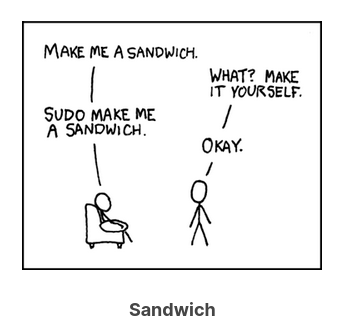 MAKE ME A SANDWICH.
WHAT? MAKE
IT YOURSELF.
SUDO MAKE ME
A SANDWICH.
OKAY.
Sandwich